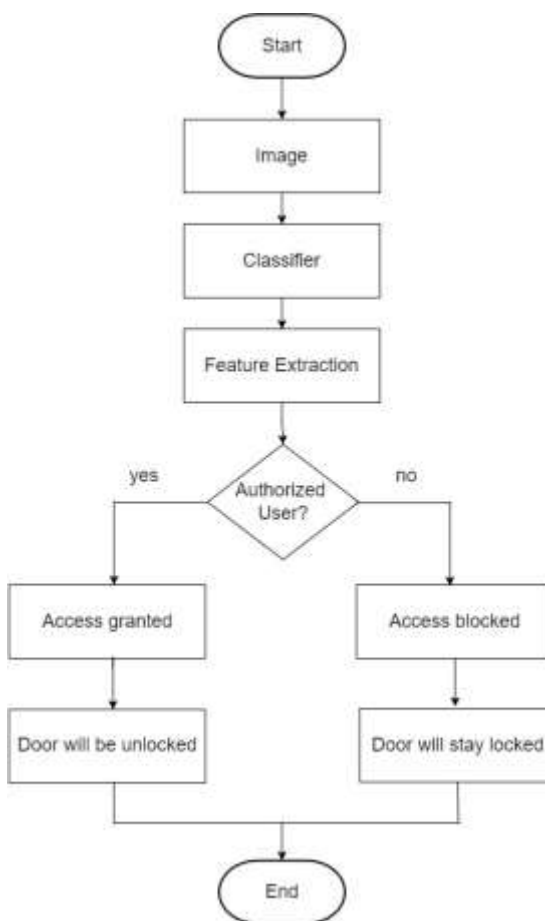 Start
Image
Classifier
Feature Extraction
yes
Authorized
User?
no
Access granted
Access blocked
Door will be unlocked
Door will stay locked
End